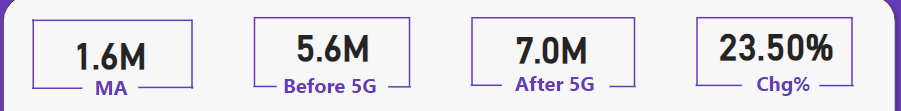 1.6M
MA
5.6M
Before 5G
7.0M
After 5G
23.50%
Chg%